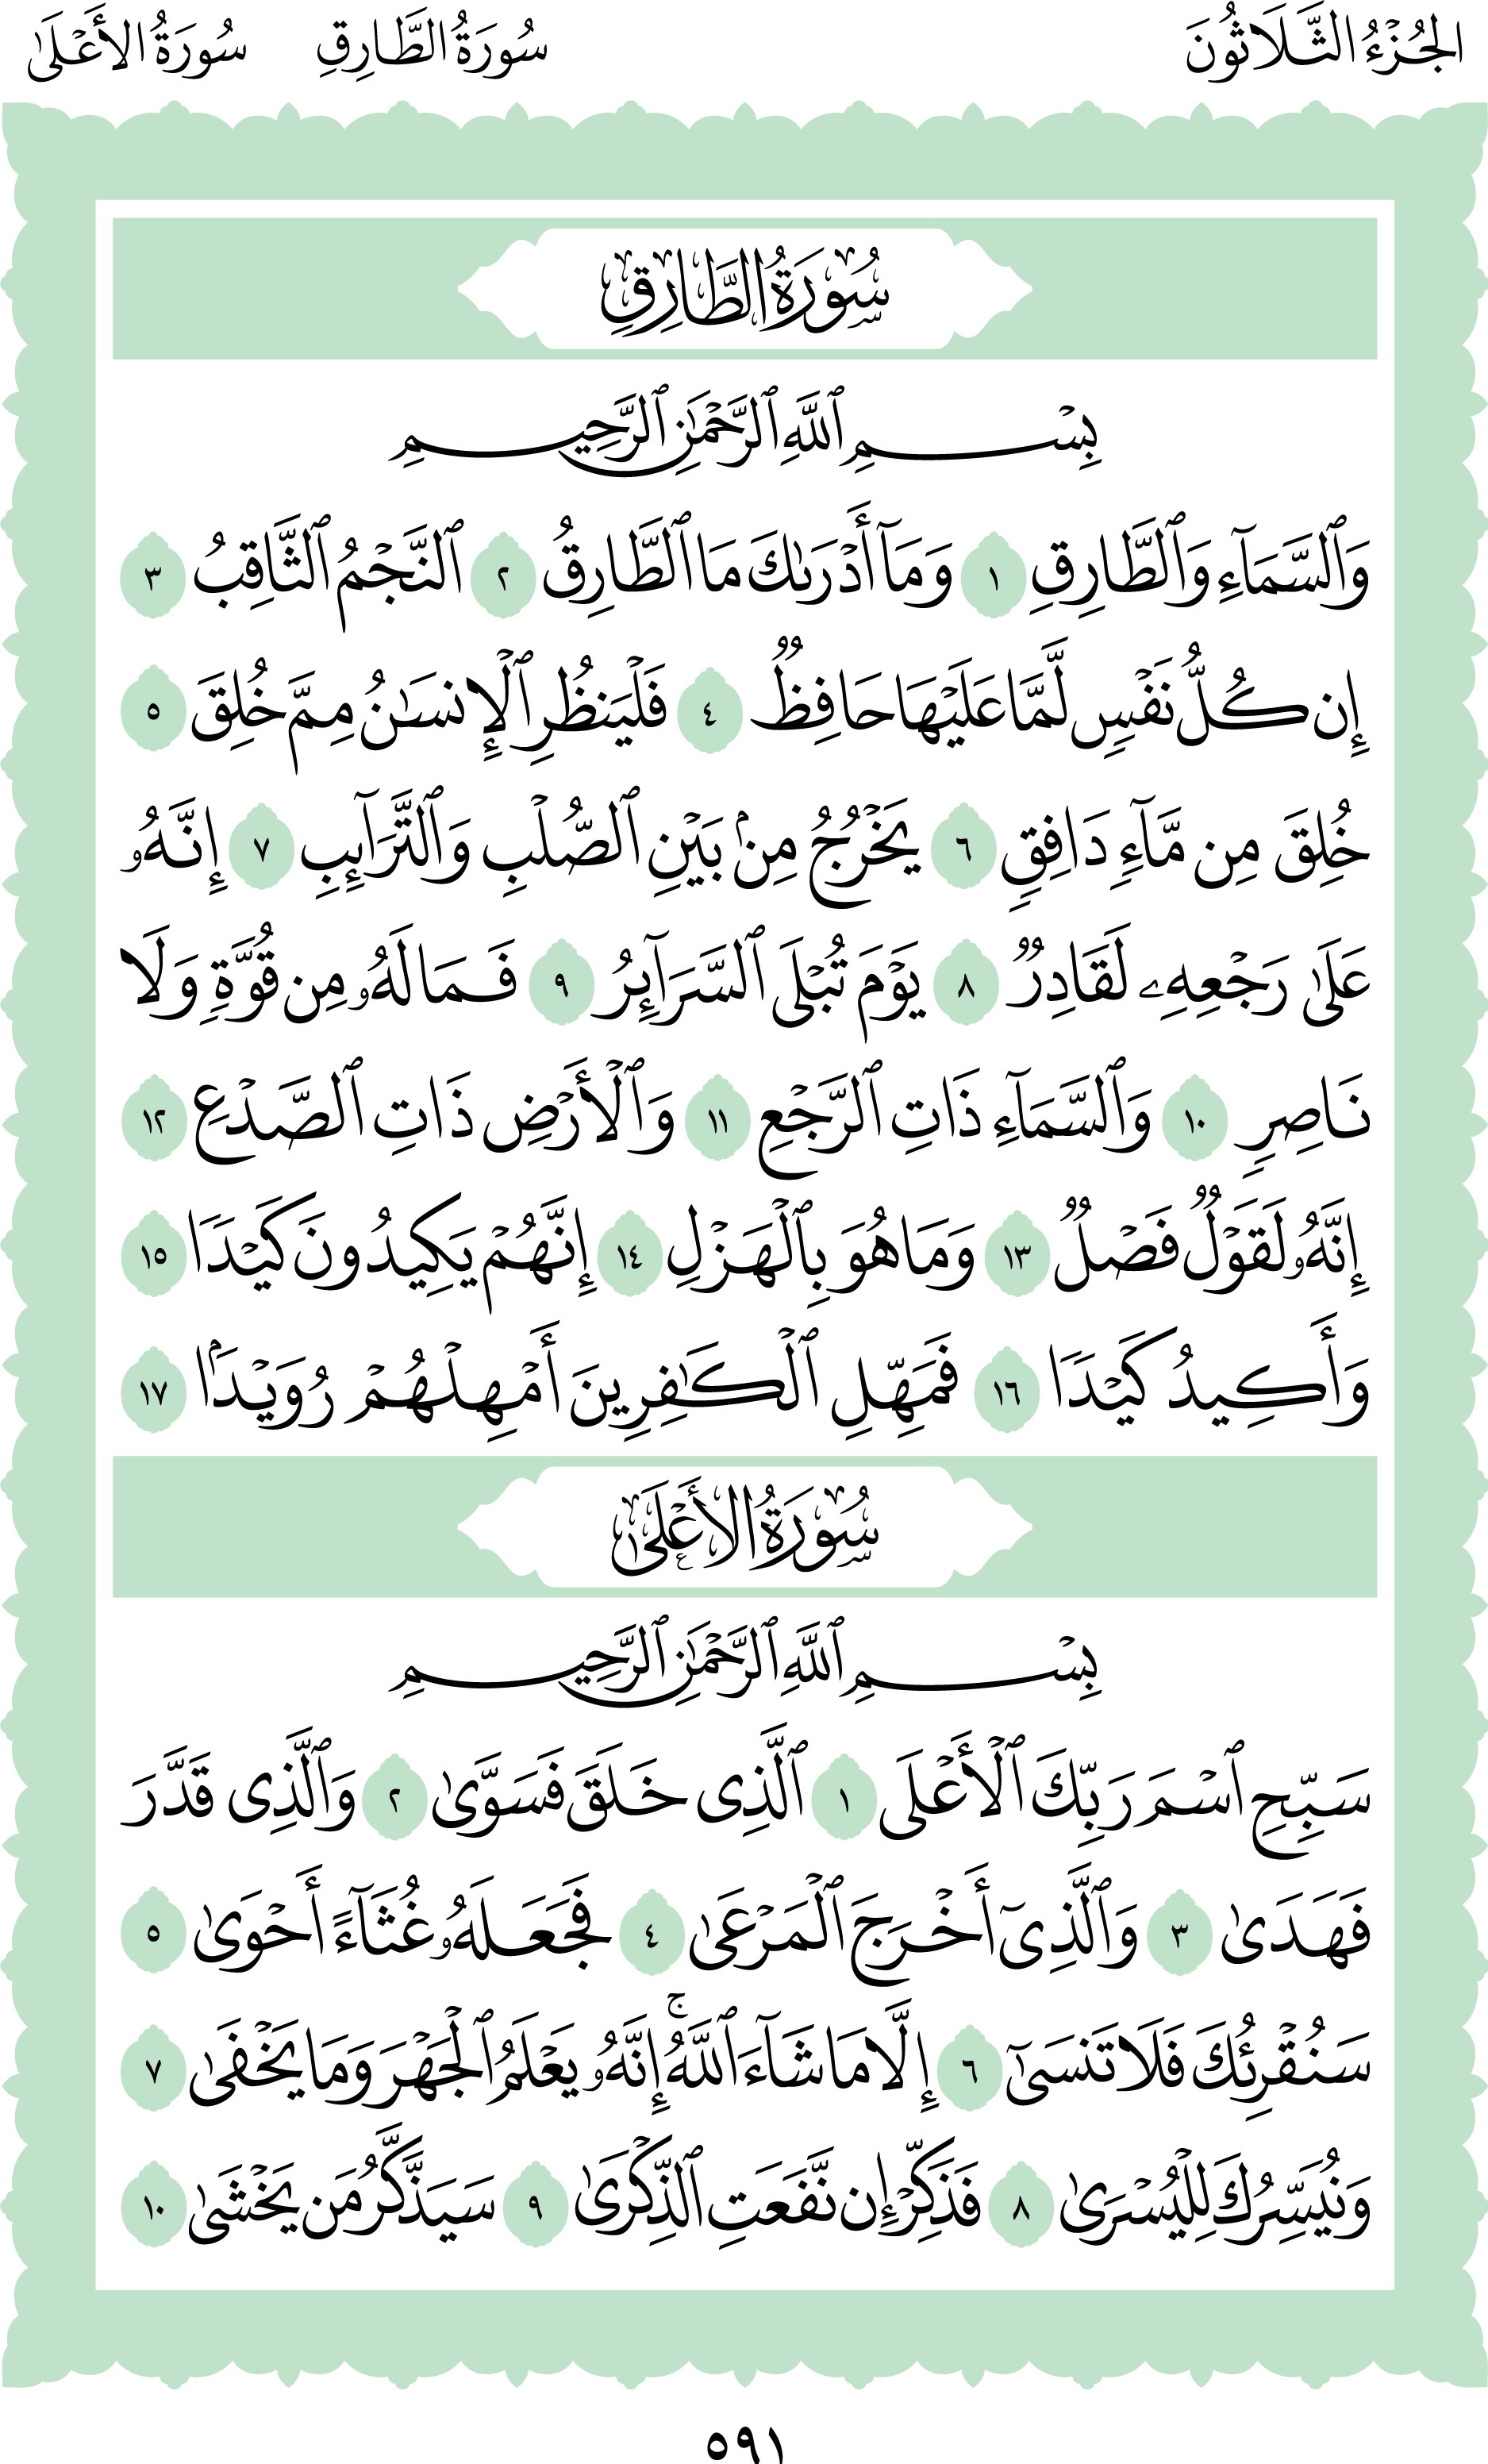 الجُزْءُ الثَّلَاثُونَ سُورَةُ الطَّارِقِ سُورَةُ الأَعْلَىٰ
سُورَةُ الطَّارِقِ
بِسْمِ ٱللَّهِ ٱلرَّحْمَٰنِ ٱلرَّحِيمِ
وَٱلسَّمَآءِ وَٱلطَّارِقِ ١ وَمَآ أَدْرَىٰكَ مَا ٱلطَّارِقُ ٢ ٱلنَّجْمُ ٱلثَّاقِبُ ٣
إِن كُلُّ نَفْسٍ لَّمَّا عَلَيْهَا حَافِظٌ ٤ فَلْيَنظُرِ ٱلْإِنسَٰنُ مِمَّ خُلِقَ ٥
خُلِقَ مِن مَّآءٍ دَافِقٍ ٦ يَخْرُجُ مِنۢ بَيْنِ ٱلصُّلْبِ وَٱلتَّرَآئِبِ ٧ إِنَّهُۥ
عَلَىٰ رَجْعِهِۦ لَقَادِرٌ ٨ يَوْمَ تُبْلَى ٱلسَّرَآئِرُ ٩ فَمَا لَهُۥ مِن قُوَّةٍ وَلَا
نَاصِرٍ ١٠ وَٱلسَّمَآءِ ذَاتِ ٱلرَّجْعِ ١١ وَٱلْأَرْضِ ذَاتِ ٱلصَّدْعِ ١٢
إِنَّهُۥ لَقَوْلٌ فَصْلٌ ١٣ وَمَا هُوَ بِٱلْهَزْلِ ١٤ إِنَّهُمْ يَكِيدُونَ كَيْدًا ١٥
وَأَكِيدُ كَيْدًا ١٦ فَمَهِّلِ ٱلْكَٰفِرِينَ أَمْهِلْهُمْ رُوَيْدَۢا ١٧
سُورَةُ الأَعْلَىٰ
بِسْمِ ٱللَّهِ ٱلرَّحْمَٰنِ ٱلرَّحِيمِ
سَبِّحِ ٱسْمَ رَبِّكَ ٱلْأَعْلَى ١ ٱلَّذِى خَلَقَ فَسَوَّىٰ ٢ وَٱلَّذِى قَدَّرَ
فَهَدَىٰ ٣ وَٱلَّذِىٓ أَخْرَجَ ٱلْمَرْعَىٰ ٤ فَجَعَلَهُۥ غُثَآءً أَحْوَىٰ ٥
سَنُقْرِئُكَ فَلَا تَنسَىٰٓ ٦ إِلَّا مَا شَآءَ ٱللَّهُۚ إِنَّهُۥ يَعْلَمُ ٱلْجَهْرَ وَمَا يَخْفَىٰ ٧
وَنُيَسِّرُكَ لِلْيُسْرَىٰ ٨ فَذَكِّرْ إِن نَّفَعَتِ ٱلذِّكْرَىٰ ٩ سَيَذَّكَّرُ مَن يَخْشَىٰ ١٠
٥٩١